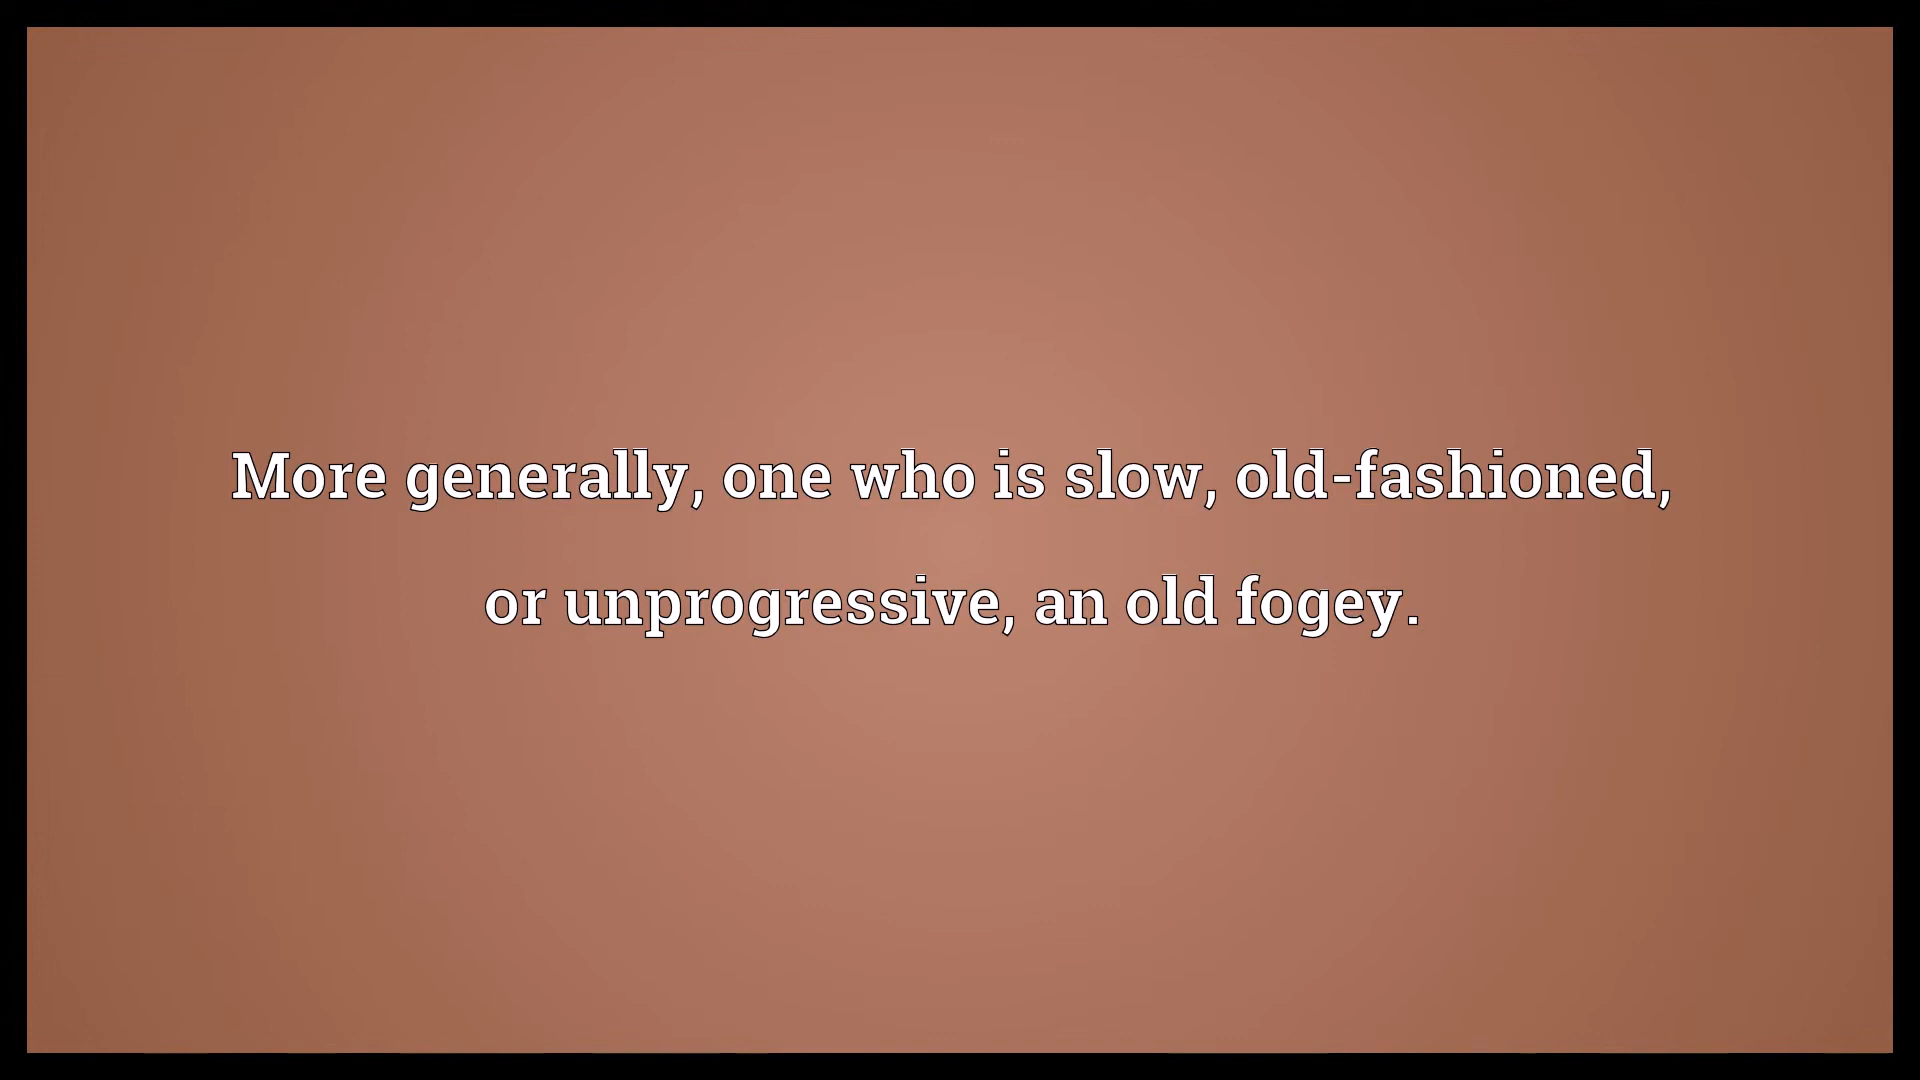 More generally, one who is slow, old-fashioned,
or unprogressive, an old fogey.